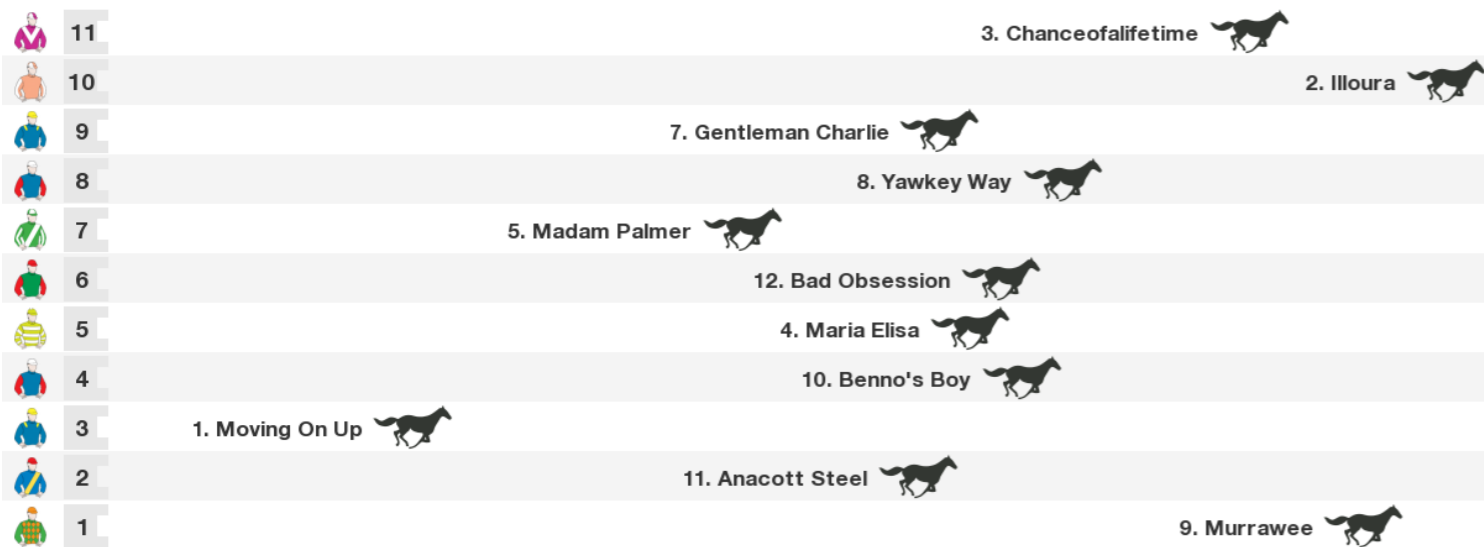 11 3. Chanceofalifetime
10 2. Illoura
9 7. Gentleman Charlie
8 8. Yawkey Way
7 5. Madam Palmer
6 12. Bad Obsession
5 4. Maria Elisa
4 10. Benno's Boy
3 1. Moving On Up
2 11. Anacott Steel
1 9. Murrawee